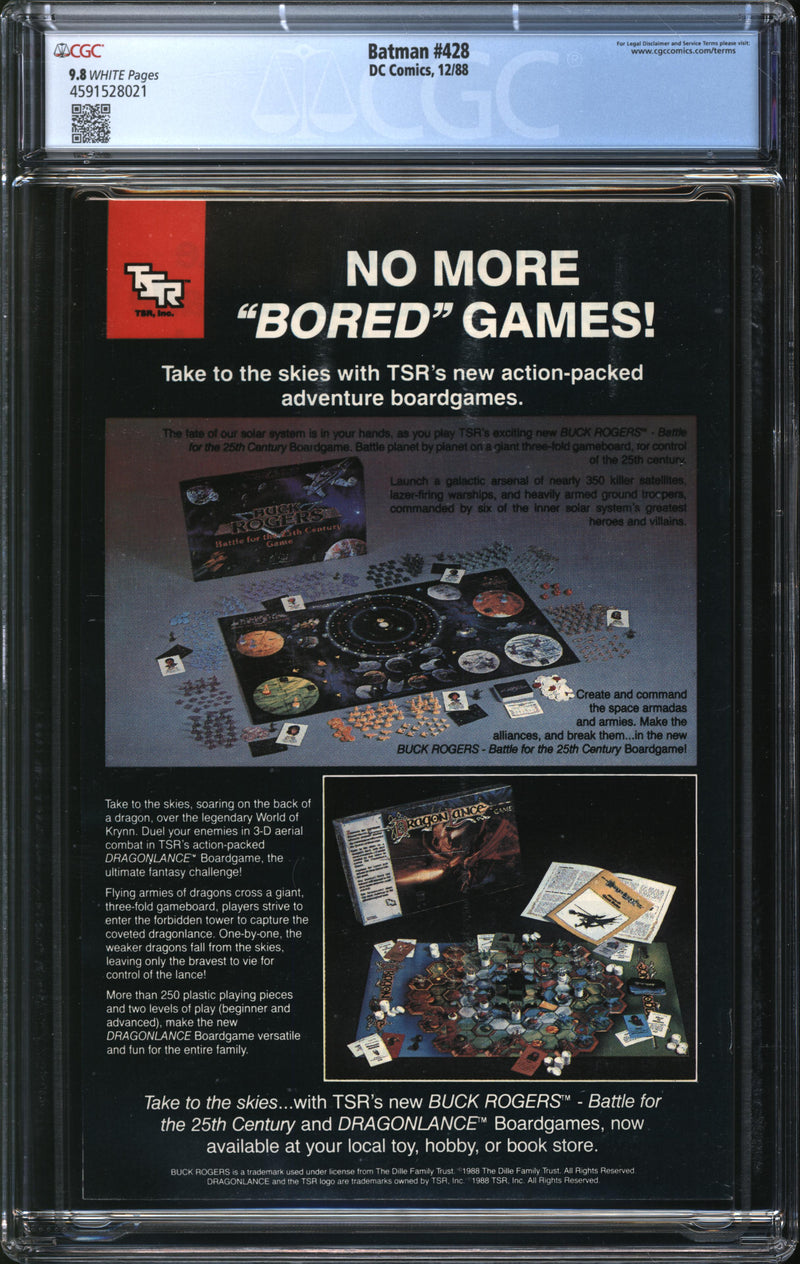 CGC
9.8 WHITE Pages
4591528021
Batman #428
DC Comics, 12/88
For Legal Disclaimer and Service Terms please visit:
www.cgccomics.com/terms
CGC®
TSR™
TSR, Inc.
NO MORE
“BORED” GAMES!
Take to the skies with TSR's new action-packed
adventure boardgames.
The fate of our solar system is in your hands, as you play TSR's exciting new BUCK ROGERS™ - Battle
for the 25th Century Boardgame. Battle planet by planet on a giant three-fold gameboard, for control
of the 25th century.
Launch a galactic arsenal of nearly 350 killer satellites,
lazer-firing warships, and heavily armed ground troopers,
commanded by six of the inner solar system's greatest
heroes and villains.
BUCK
ROGERS
Battle for the 25th Century
Game
Create and command
the space armadas
and armies. Make the
alliances, and break them...in the new
BUCK ROGERS - Battle for the 25th Century Boardgame!
Take to the skies, soaring on the back of
a dragon, over the legendary World of
Krynn. Duel your enemies in 3-D aerial
combat in TSR's action-packed
DRAGONLANCE™ Boardgame, the
ultimate fantasy challenge!
Flying armies of dragons cross a giant,
three-fold gameboard, players strive to
enter the forbidden tower to capture the
coveted dragonlance. One-by-one, the
weaker dragons fall from the skies,
leaving only the bravest to vie for
control of the lance!
More than 250 plastic playing pieces
and two levels of play (beginner and
advanced), make the new
DRAGONLANCE Boardgame versatile
and fun for the entire family.
DRAGONLANCE GAME
Take to the skies...with TSR's new BUCK ROGERS™ - Battle for
the 25th Century and DRAGONLANCE™ Boardgames, now
available at your local toy, hobby, or book store.
BUCK ROGERS is a trademark used under license from The Dille Family Trust. ©1988 The Dille Family Trust. All Rights Reserved.
DRAGONLANCE and the TSR logo are trademarks owned by TSR, Inc. ©1988 TSR, Inc. All Rights Reserved.